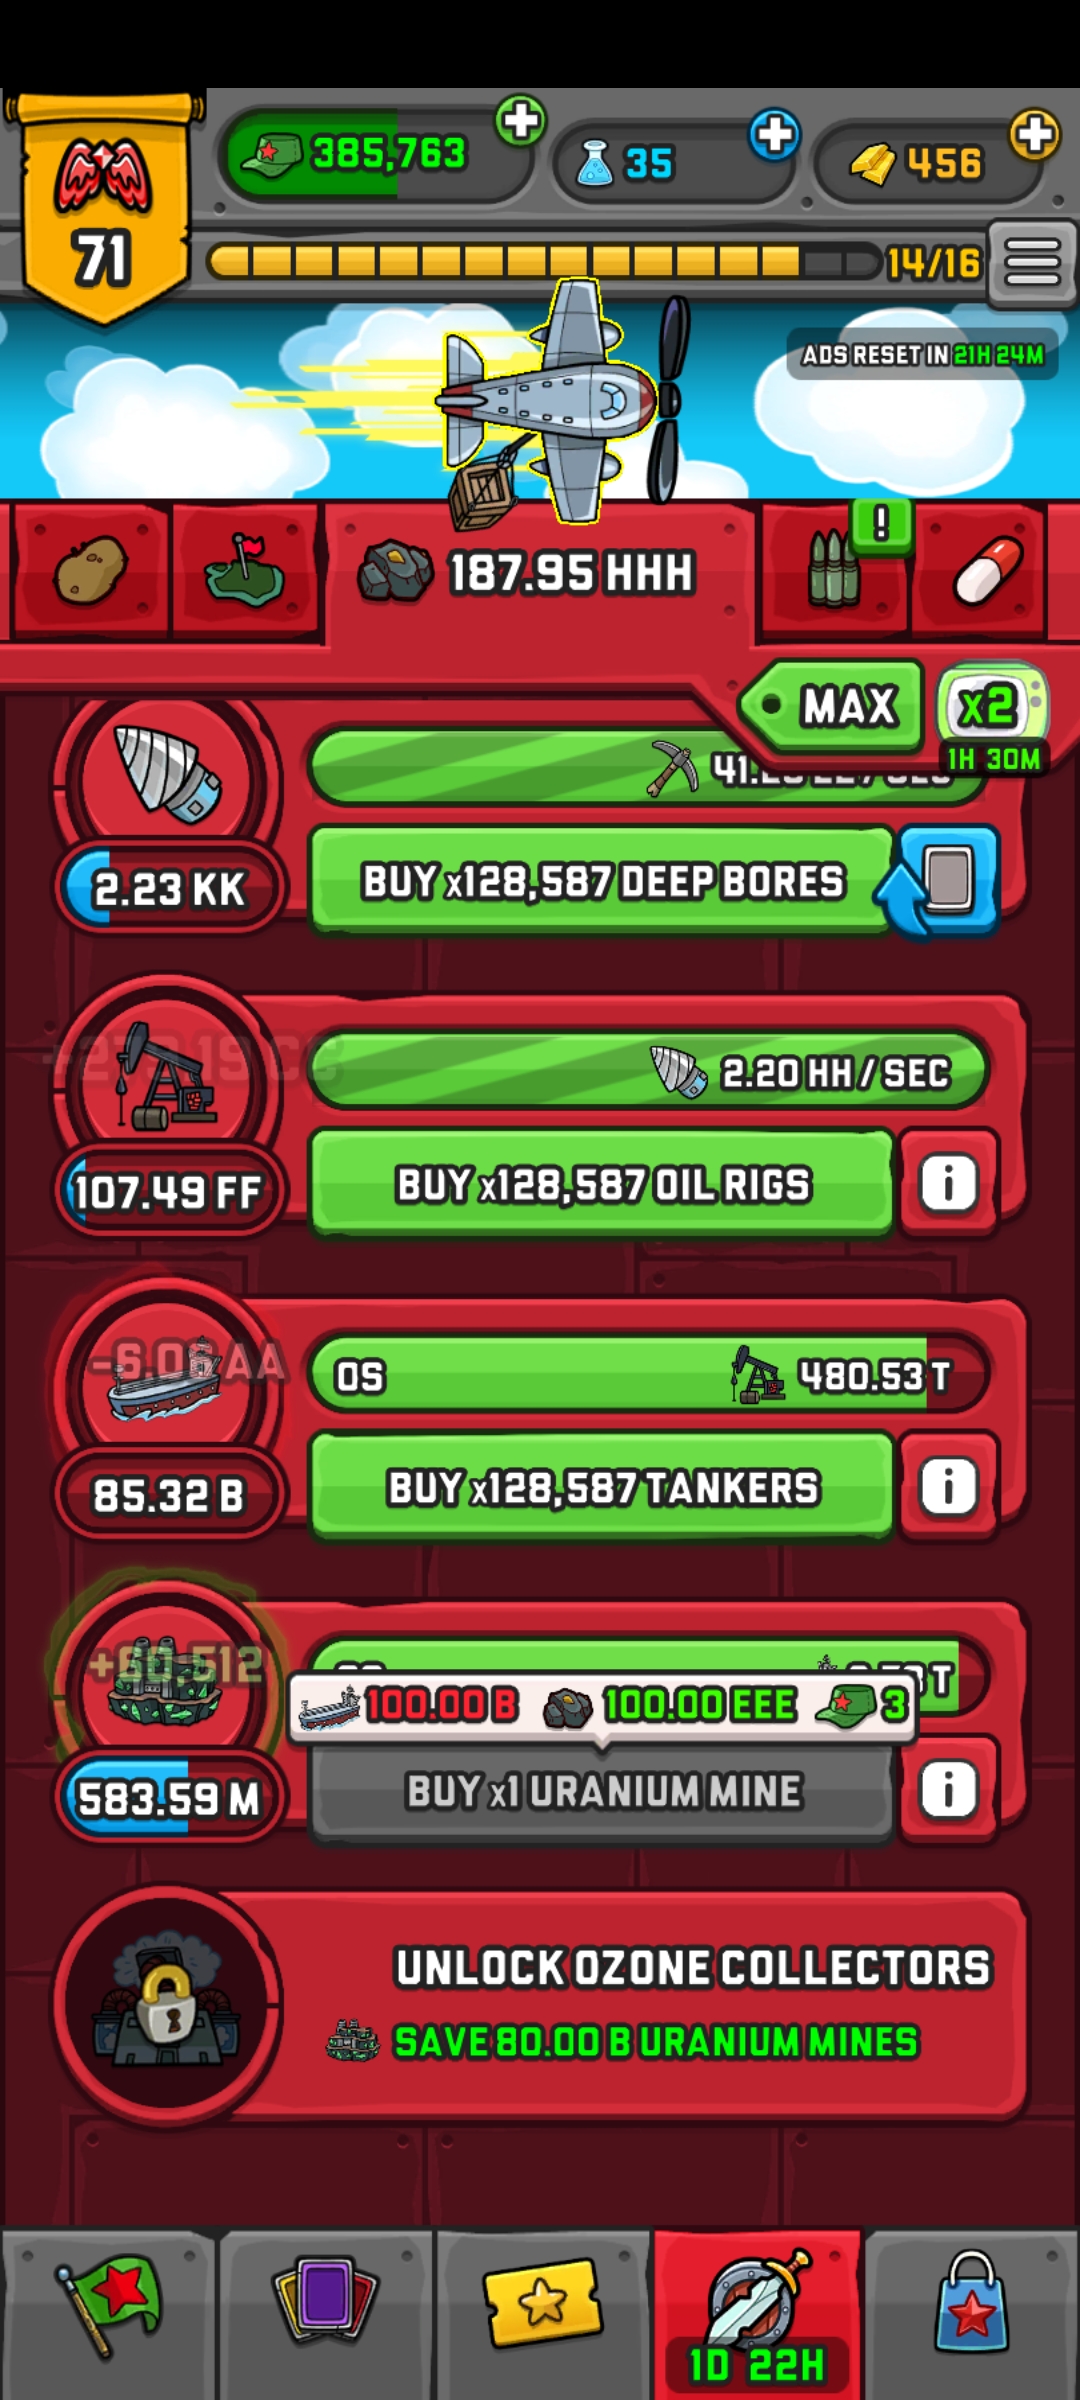 385,763
35
456
71
14/16
ADS RESET IN 21H 24M
!
187.95 HHH
MAX
x2
1H 30M
2.23 KK
BUY x128,587 DEEP BORES
2.20 HH / SEC
107.49 FF
BUY x128,587 OIL RIGS
i
OS
480.53 T
85.32 B
BUY x128,587 TANKERS
i
100.00 B
100.00 EEE
3
583.59 M
BUY x1 URANIUM MINE
i
UNLOCK OZONE COLLECTORS
SAVE 80.00 B URANIUM MINES
1D 22H